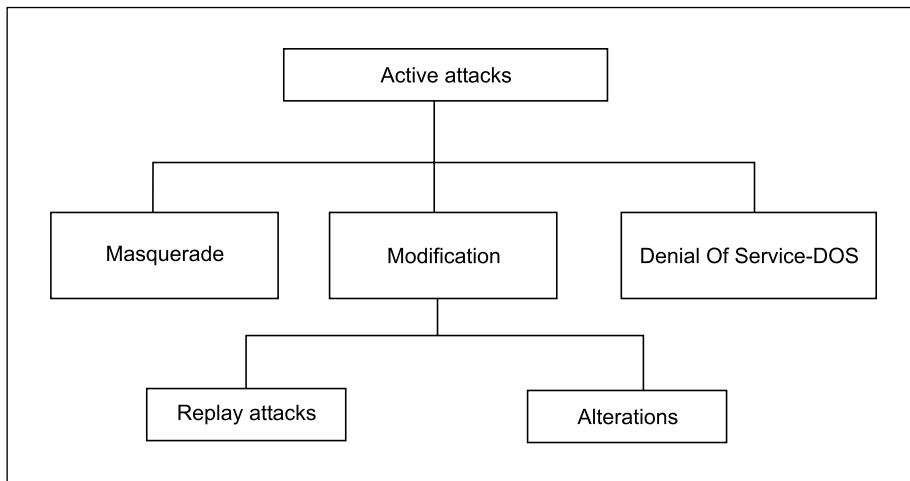 Active attacks
Masquerade
Modification
Denial Of Service-DOS
Replay attacks
Alterations